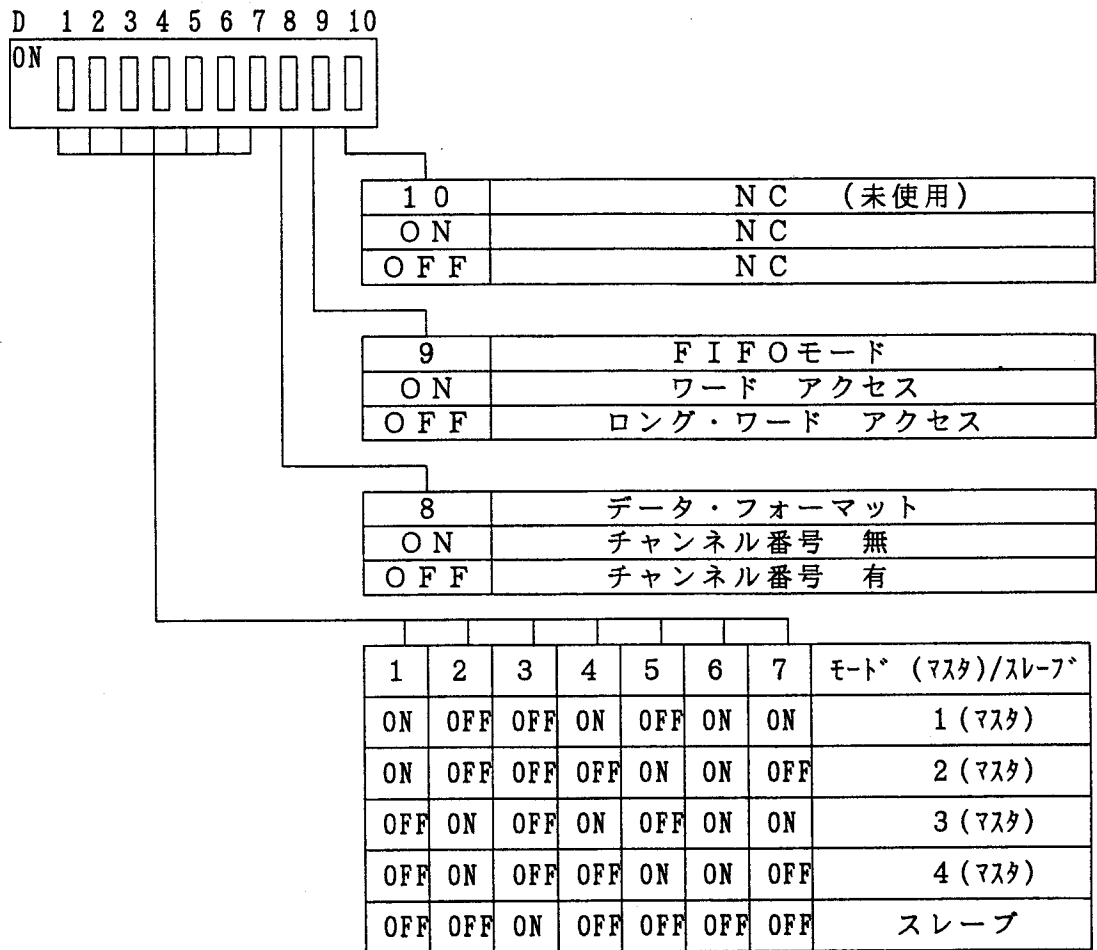 D 1 2 3 4 5 6 7 8 9 10
ON
10 NC (未使用)
ON NC
OFF NC
9 FIFOモード
ON ワード アクセス
OFF ロング・ワード アクセス
8 データ・フォーマット
ON チャンネル番号 無
OFF チャンネル番号 有
1 2 3 4 5 6 7 ﾓｰﾄﾞ (ﾏｽﾀ)/ｽﾚｰﾌﾞ
ON OFF OFF ON OFF ON ON 1(ﾏｽﾀ)
ON OFF OFF OFF ON ON OFF 2(ﾏｽﾀ)
OFF ON OFF ON OFF ON ON 3(ﾏｽﾀ)
OFF ON OFF OFF ON ON OFF 4(ﾏｽﾀ)
OFF OFF ON OFF OFF OFF OFF スレーブ